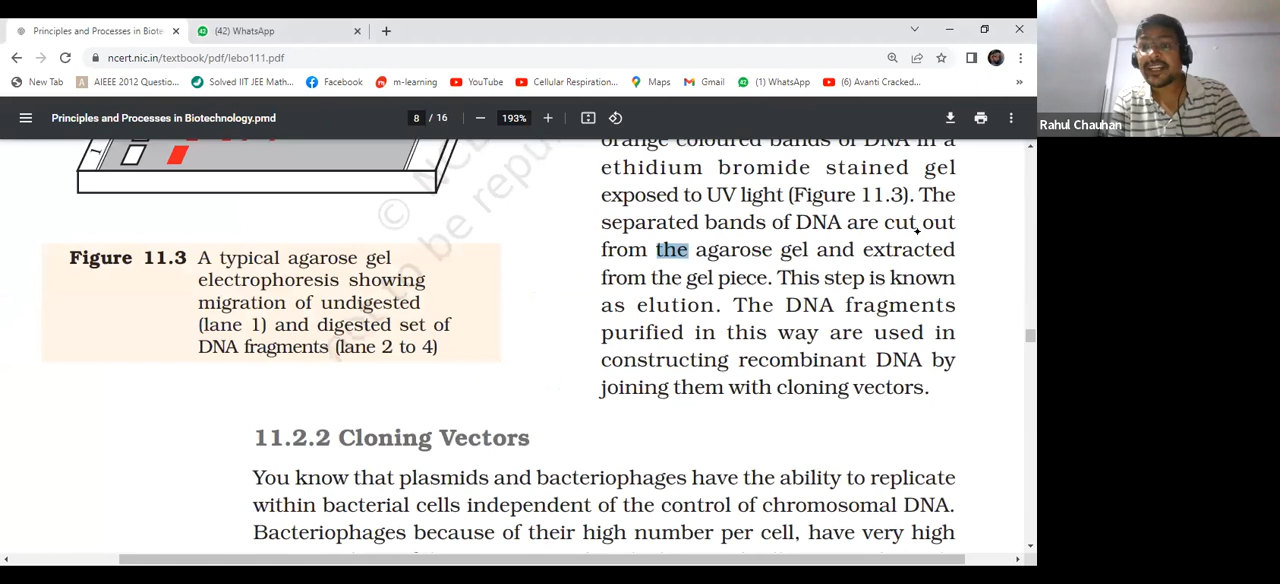 Principles and Processes in Biote
(42) WhatsApp
ncert.nic.in/textbook/pdf/lebo111.pdf
New Tab
AIEEE 2012 Questio...
Solved IIT JEE Math...
Facebook
m-learning
YouTube
Cellular Respiration...
Maps
Gmail
(1) WhatsApp
(6) Avanti Cracked...
Principles and Processes in Biotechnology.pmd
8 / 16
193%
Rahul Chauhan
1
orange coloured bands of DNA in a
ethidium bromide stained gel
exposed to UV light (Figure 11.3). The
separated bands of DNA are cut out
from the agarose gel and extracted
from the gel piece. This step is known
as elution. The DNA fragments
purified in this way are used in
constructing recombinant DNA by
joining them with cloning vectors.
Figure 11.3 A typical agarose gel
electrophoresis showing
migration of undigested
(lane 1) and digested set of
DNA fragments (lane 2 to 4)
11.2.2 Cloning Vectors
You know that plasmids and bacteriophages have the ability to replicate
within bacterial cells independent of the control of chromosomal DNA.
Bacteriophages because of their high number per cell, have very high